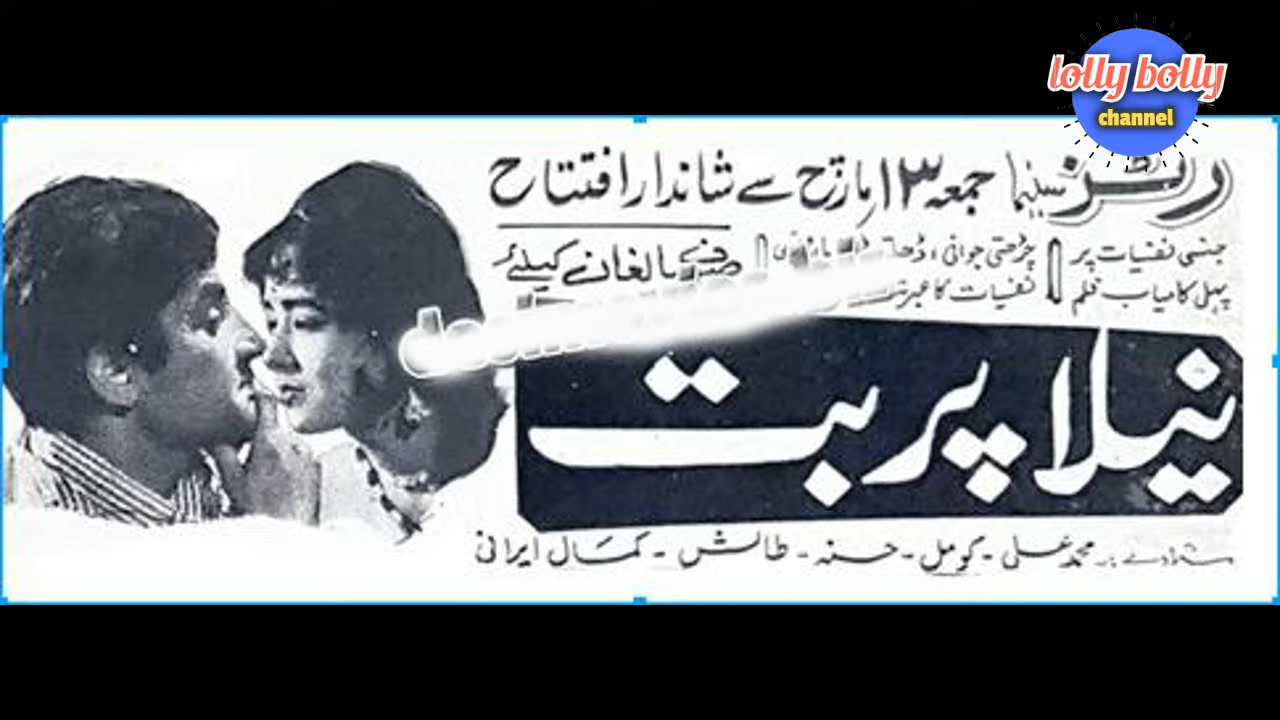 lolly bolly
channel
رٹز سینما جمعہ ۱۳ مارچ سے شاندار افتتاح
جنسی نفسیات پر چڑھتی جوانی، صرف بالغان کیلئے
پہلی کامیاب فلم نفسیات کا
نیلا پربت
محمد علی - کومل - حسنہ - طالش - کمال ایرانی